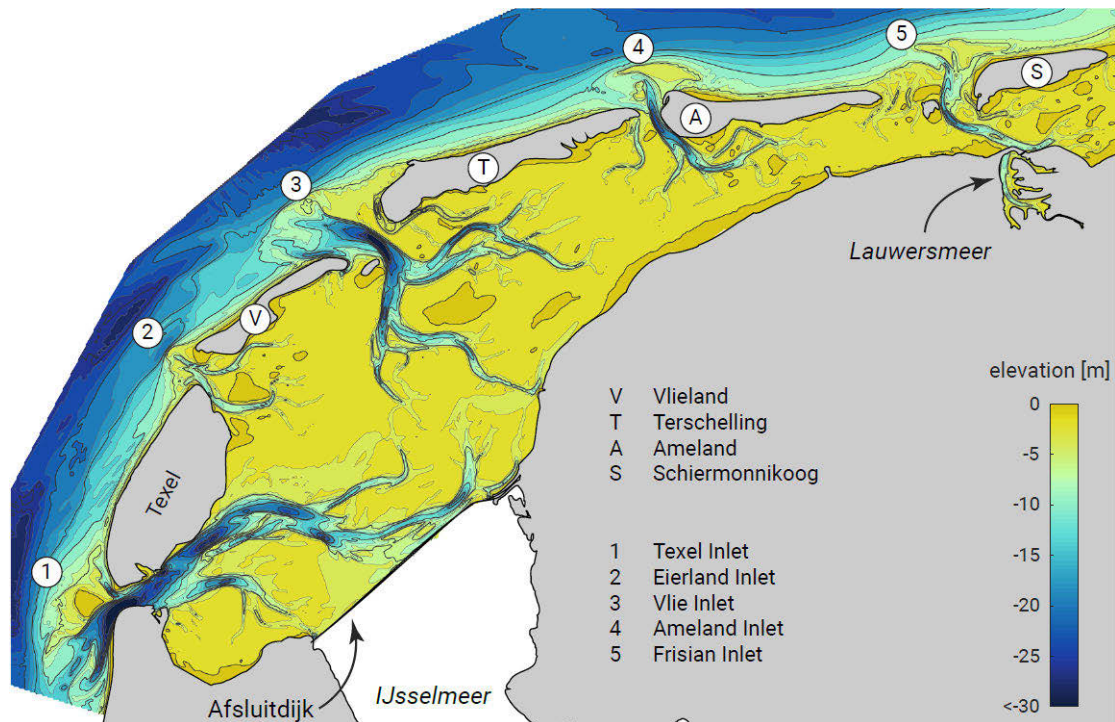 5
4
S
A
T
3
Lauwersmeer
2
V
elevation [m]
V Vlieland
T Terschelling
A Ameland
S Schiermonnikoog
0
-5
-10
-15
-20
-25
<-30
Texel
1
1 Texel Inlet
2 Eierland Inlet
3 Vlie Inlet
4 Ameland Inlet
5 Frisian Inlet
IJsselmeer
Afsluitdijk